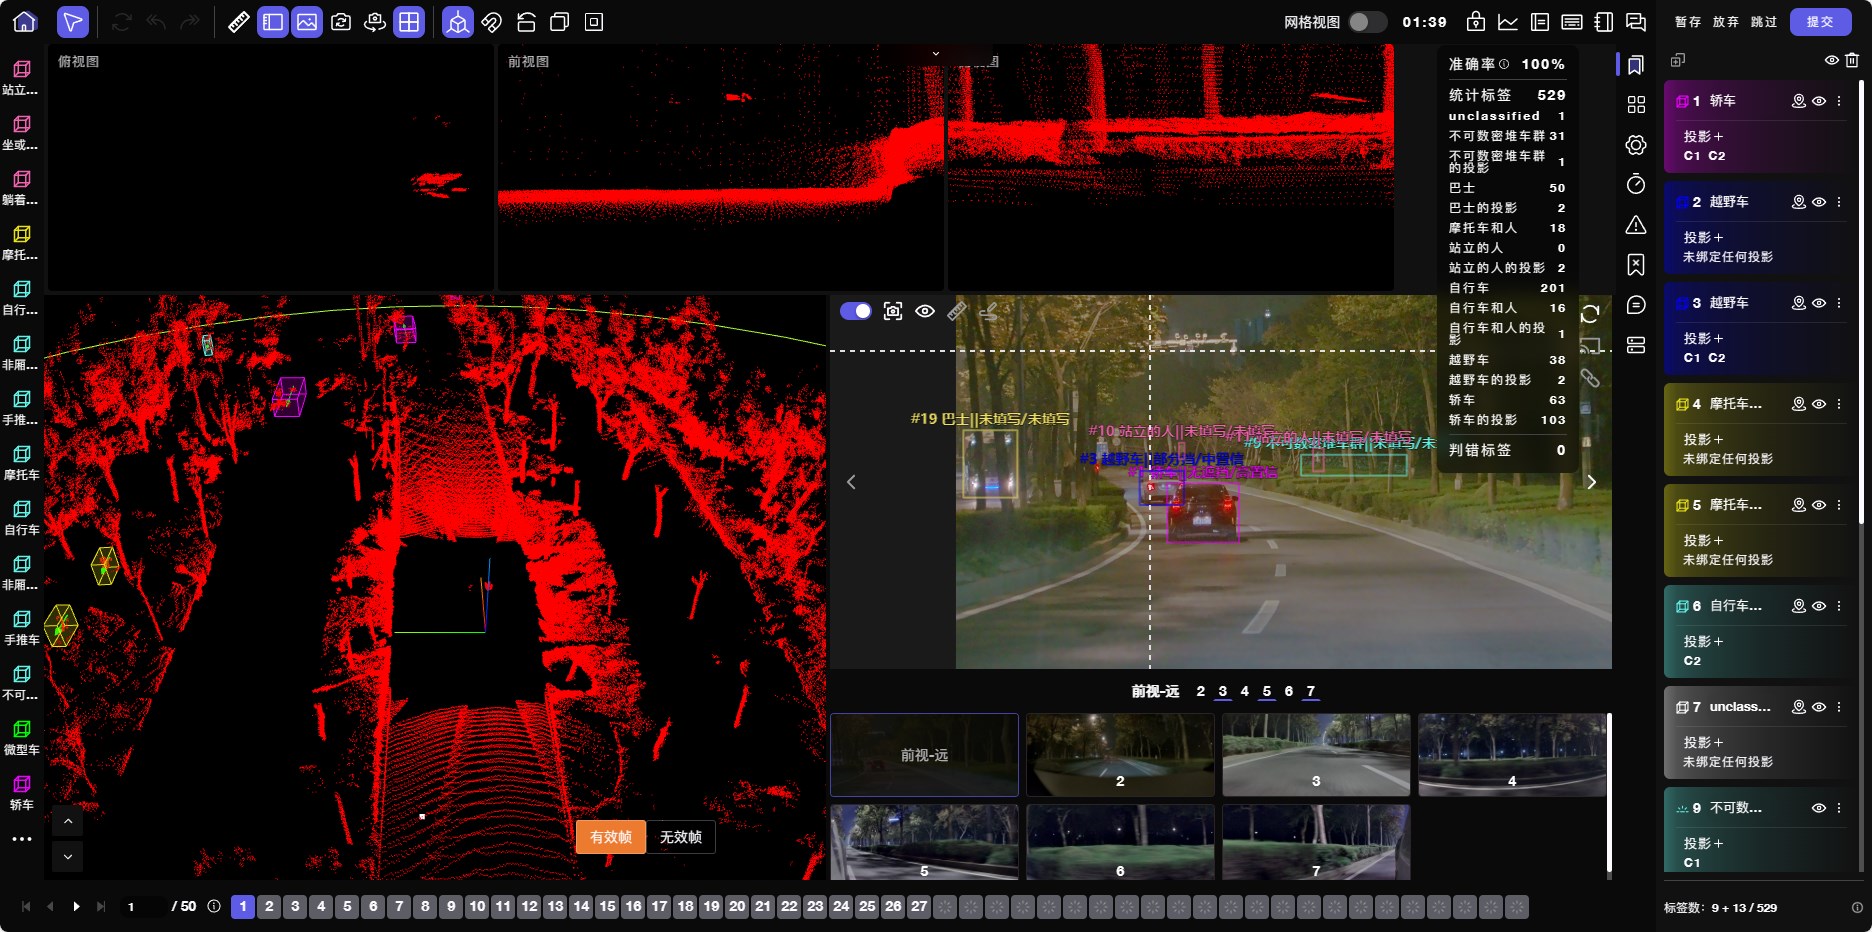 网格视图
01:39
暂存 放弃 跳过 提交
俯视图
前视图
站立...
坐或...
躺着...
摩托...
自行...
非厢...
手推...
摩托车
自行车
非厢...
手推车
不可...
微型车
轿车
准确率 100%
统计标签 529
unclassified 1
不可数密堆车群 31
不可数密堆车群的投影 1
巴士 50
巴士的投影 2
摩托车和人 18
站立的人 0
站立的人的投影 2
自行车 201
自行车和人 16
自行车和人的投影 1
越野车 38
越野车的投影 2
轿车 63
轿车的投影 103
判错标签 0
#19 巴士||未填写/未填写
#10 站立的人||未填写/未填写
#3 越野车||部分挡/中置信
前视-远 2 3 4 5 6 7
前视-远
2
3
4
5
6
7
有效帧 无效帧
1 / 50
1 2 3 4 5 6 7 8 9 10 11 12 13 14 15 16 17 18 19 20 21 22 23 24 25 26 27
1 轿车
投影+
C1 C2
2 越野车
投影+
未绑定任何投影
3 越野车
投影+
C1 C2
4 摩托车...
投影+
未绑定任何投影
5 摩托车...
投影+
未绑定任何投影
6 自行车...
投影+
C2
7 unclass...
投影+
未绑定任何投影
9 不可数...
投影+
C1
标签数: 9 + 13 / 529